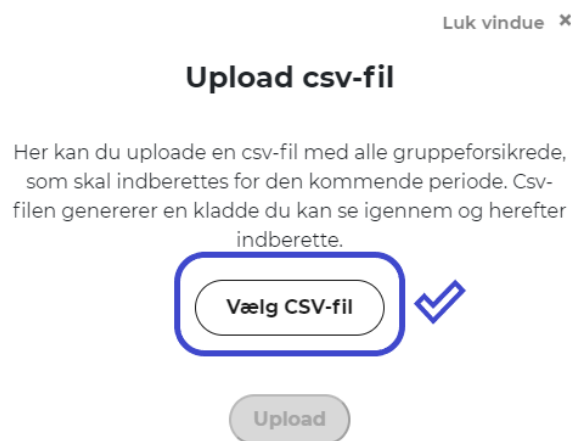 Luk vindue ×
Upload csv-fil
Her kan du uploade en csv-fil med alle gruppeforsikrede,
som skal indberettes for den kommende periode. Csv-
filen genererer en kladde du kan se igennem og herefter
indberette.
Vælg CSV-fil
Upload